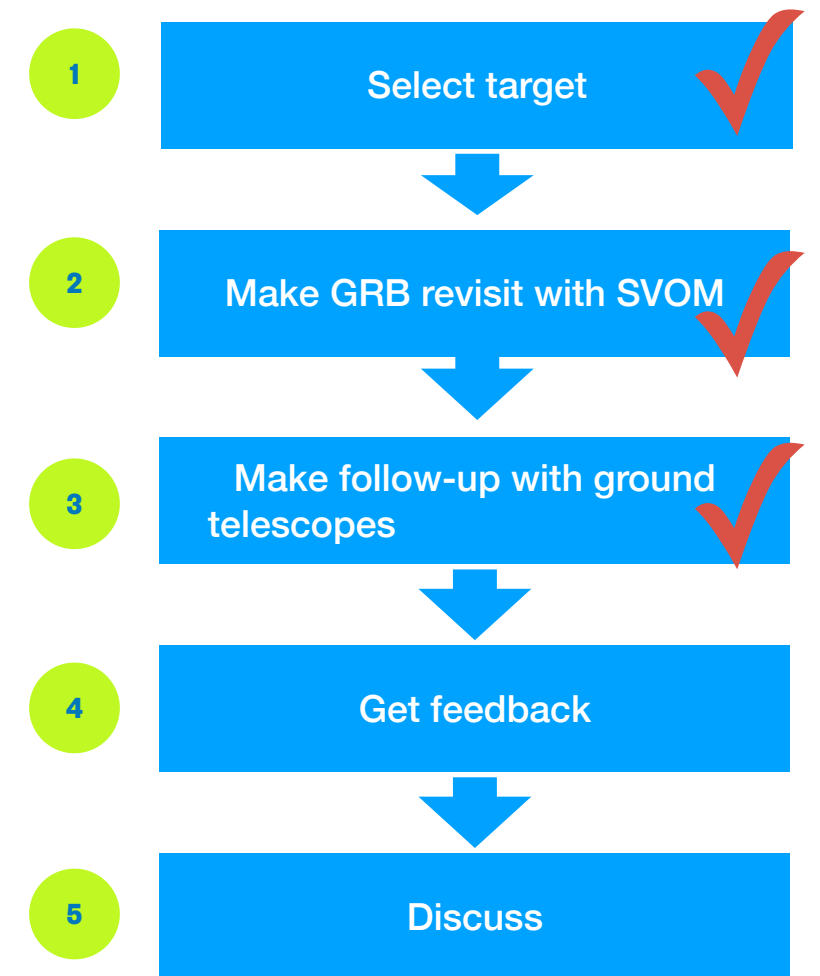 1
Select target
2
Make GRB revisit with SVOM
3
Make follow-up with ground
telescopes
4
Get feedback
5
Discuss